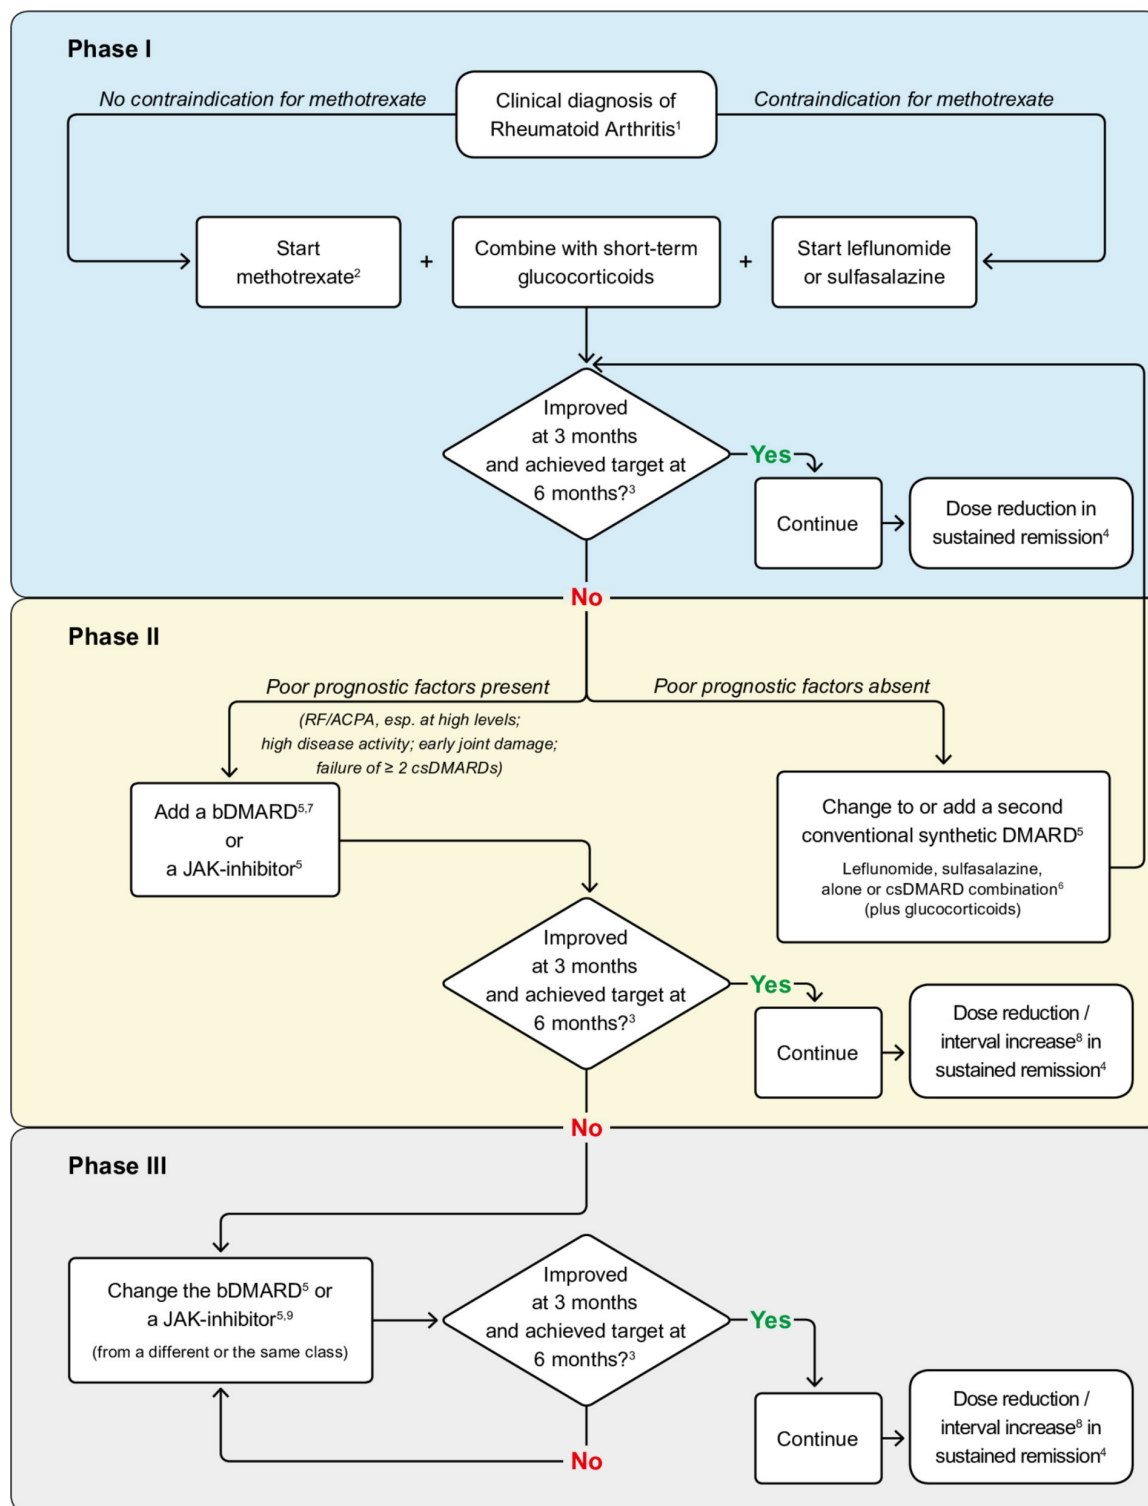 Phase I
No contraindication for methotrexate
Clinical diagnosis of
Rheumatoid Arthritis¹
Contraindication for methotrexate
Start
methotrexate²
+
Combine with short-term
glucocorticoids
+
Start leflunomide
or sulfasalazine
Improved
at 3 months
and achieved target at
6 months?³
Yes
Continue
Dose reduction in
sustained remission⁴
No
Phase II
Poor prognostic factors present
(RF/ACPA, esp. at high levels;
high disease activity; early joint damage;
failure of ≥ 2 csDMARDs)
Poor prognostic factors absent
Add a bDMARD⁵,⁷
or
a JAK-inhibitor⁵
Change to or add a second
conventional synthetic DMARD⁵
Leflunomide, sulfasalazine,
alone or csDMARD combination⁶
(plus glucocorticoids)
Improved
at 3 months
and achieved target at
6 months?³
Yes
Continue
Dose reduction /
interval increase⁸ in
sustained remission⁴
No
Phase III
Change the bDMARD⁵ or
a JAK-inhibitor⁵,⁹
(from a different or the same class)
Improved
at 3 months
and achieved target at
6 months?³
Yes
Continue
Dose reduction /
interval increase⁸ in
sustained remission⁴
No